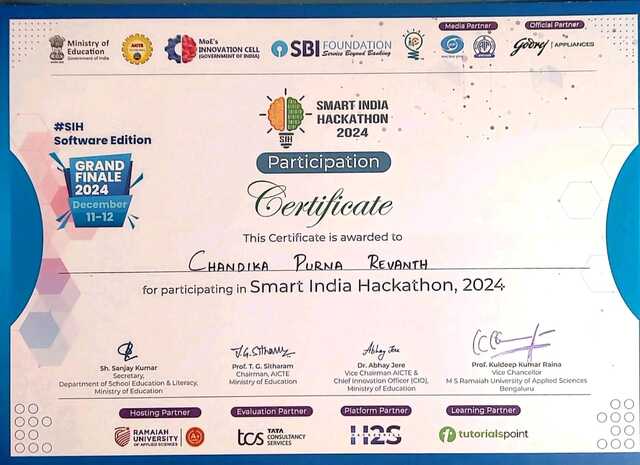 Media Partner
Official Partner
Ministry of
Education
Government of India
AICTE
MoE's
INNOVATION CELL
(GOVERNMENT OF INDIA)
SBI FOUNDATION
Service Beyond Banking
Godrej | APPLIANCES
#SIH
Software Edition
GRAND
FINALE
2024
December
11-12
SIH
SMART INDIA
HACKATHON
2024
Participation
Certificate
This Certificate is awarded to
CHANDIKA PURNA REVANTH
for participating in Smart India Hackathon, 2024
Sh. Sanjay Kumar
Secretary,
Department of School Education & Literacy,
Ministry of Education
J.G. Sitharam
Prof. T. G. Sitharam
Chairman, AICTE
Ministry of Education
Abhay Jere
Dr. Abhay Jere
Vice Chairman AICTE &
Chief Innovation Officer (CIO),
Ministry of Education
Prof. Kuldeep Kumar Raina
Vice Chancellor
M S Ramaiah University of Applied Sciences
Bengaluru
Hosting Partner
Evaluation Partner
Platform Partner
Learning Partner
RAMAIAH
UNIVERSITY
OF APPLIED SCIENCES
A+
tcs TATA
CONSULTANCY
SERVICES
H2S
HACK2SKILL
tutorialspoint